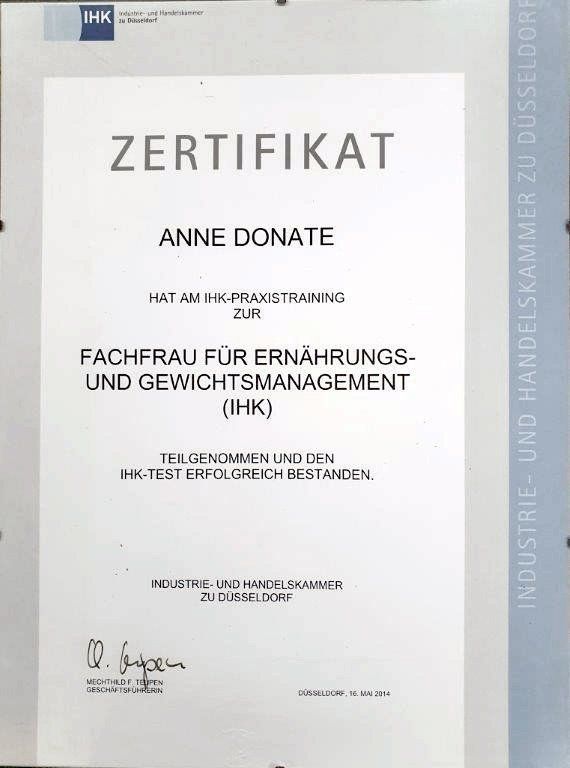 IHK Industrie- und Handelskammer
zu Düsseldorf
ZERTIFIKAT
ANNE DONATE
HAT AM IHK-PRAXISTRAINING
ZUR
FACHFRAU FÜR ERNÄHRUNGS-
UND GEWICHTSMANAGEMENT
(IHK)
TEILGENOMMEN UND DEN
IHK-TEST ERFOLGREICH BESTANDEN.
INDUSTRIE- UND HANDELSKAMMER
ZU DÜSSELDORF
MECHTHILD F. TEUPEN
GESCHÄFTSFÜHRERIN
DÜSSELDORF, 16. MAI 2014
INDUSTRIE- UND HANDELSKAMMER ZU DÜSSELDORF